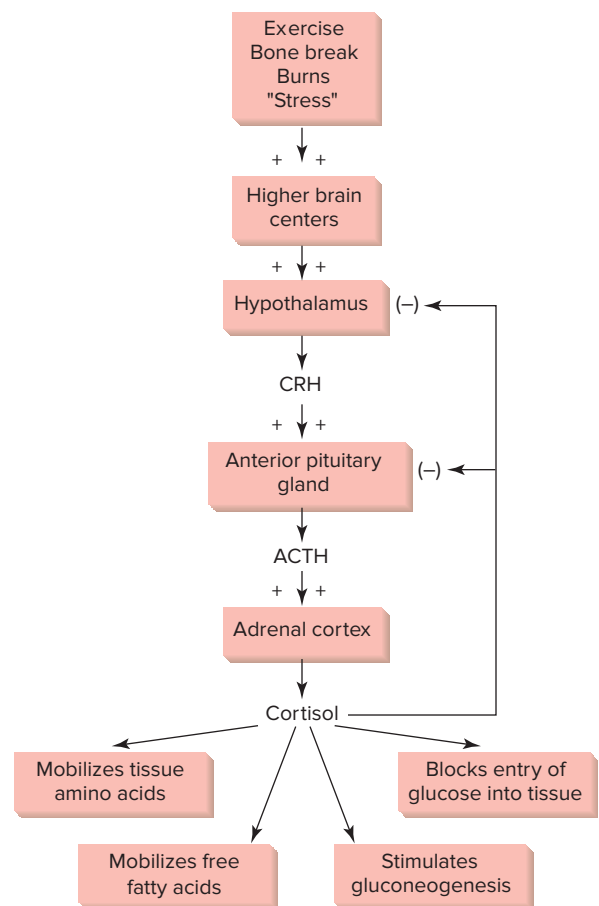 Exercise
Bone break
Burns
"Stress"
+ +
Higher brain
centers
+ +
Hypothalamus (–)
CRH
+ +
Anterior pituitary
gland
(–)
ACTH
+ +
Adrenal cortex
Cortisol
Mobilizes tissue
amino acids
Blocks entry of
glucose into tissue
Mobilizes free
fatty acids
Stimulates
gluconeogenesis